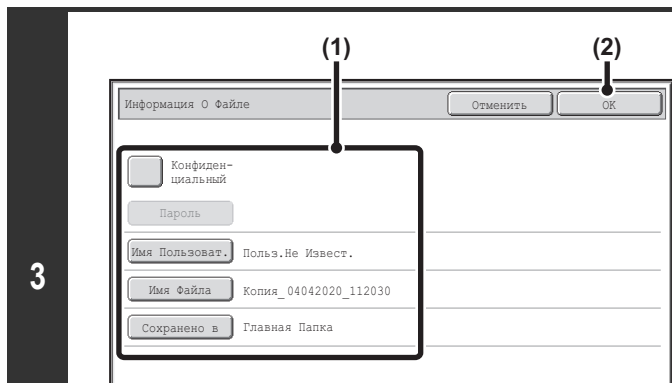 (1) (2)
Информация О Файле Отменить OK
Конфиден-
циальный
Пароль
3
Имя Пользоват. Польз.Не Извест.
Имя Файла Копия_04042020_112030
Сохранено в Главная Папка